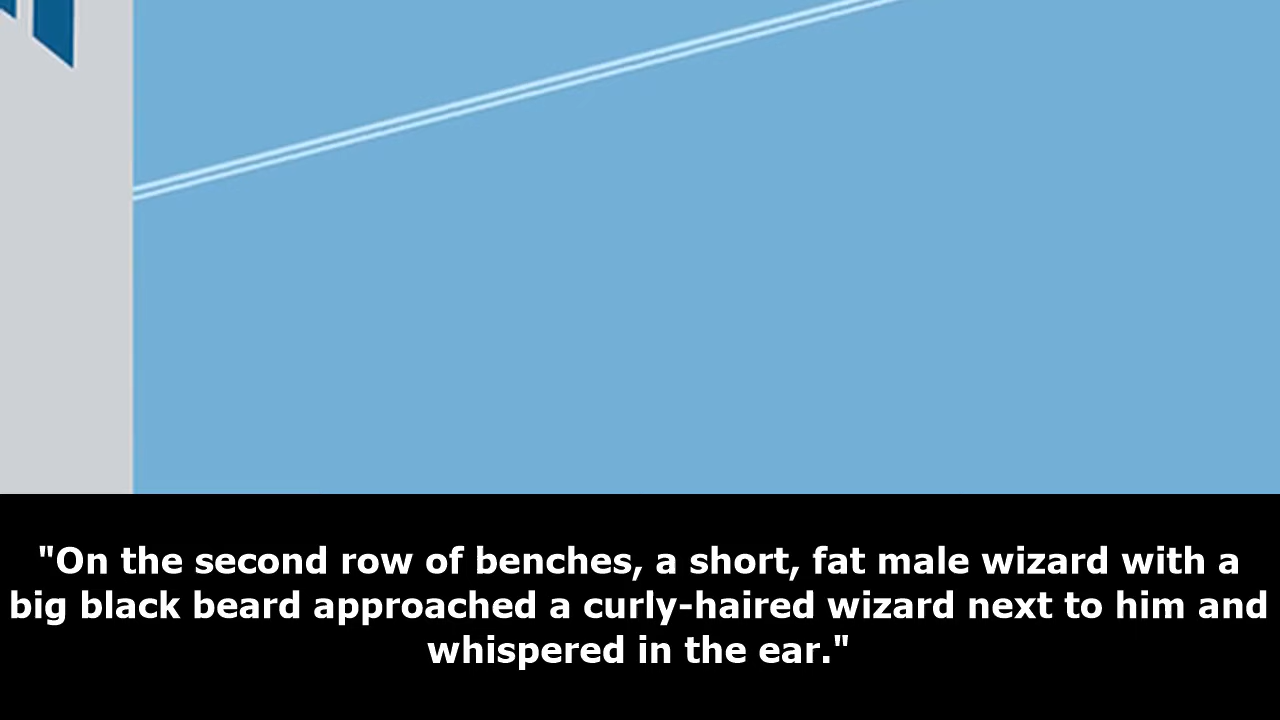 "On the second row of benches, a short, fat male wizard with a
big black beard approached a curly-haired wizard next to him and
whispered in the ear."